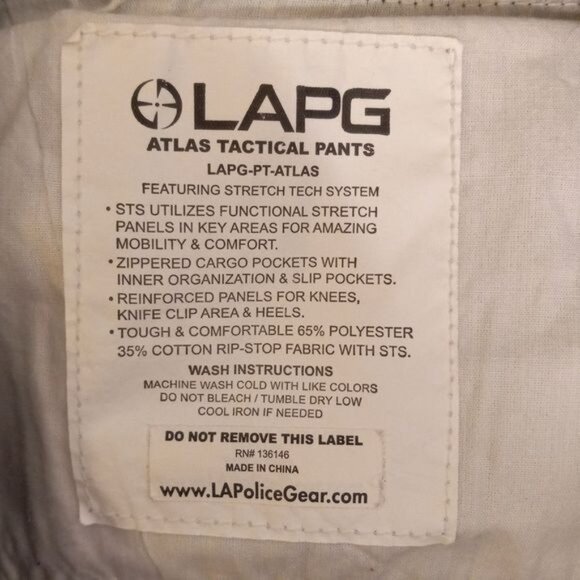 LAPG
ATLAS TACTICAL PANTS
LAPG-PT-ATLAS
FEATURING STRETCH TECH SYSTEM
• STS UTILIZES FUNCTIONAL STRETCH
PANELS IN KEY AREAS FOR AMAZING
MOBILITY & COMFORT.
• ZIPPERED CARGO POCKETS WITH
INNER ORGANIZATION & SLIP POCKETS.
• REINFORCED PANELS FOR KNEES,
KNIFE CLIP AREA & HEELS.
• TOUGH & COMFORTABLE 65% POLYESTER
35% COTTON RIP-STOP FABRIC WITH STS.
WASH INSTRUCTIONS
MACHINE WASH COLD WITH LIKE COLORS
DO NOT BLEACH / TUMBLE DRY LOW
COOL IRON IF NEEDED
DO NOT REMOVE THIS LABEL
RN# 136146
MADE IN CHINA
www.LAPoliceGear.com